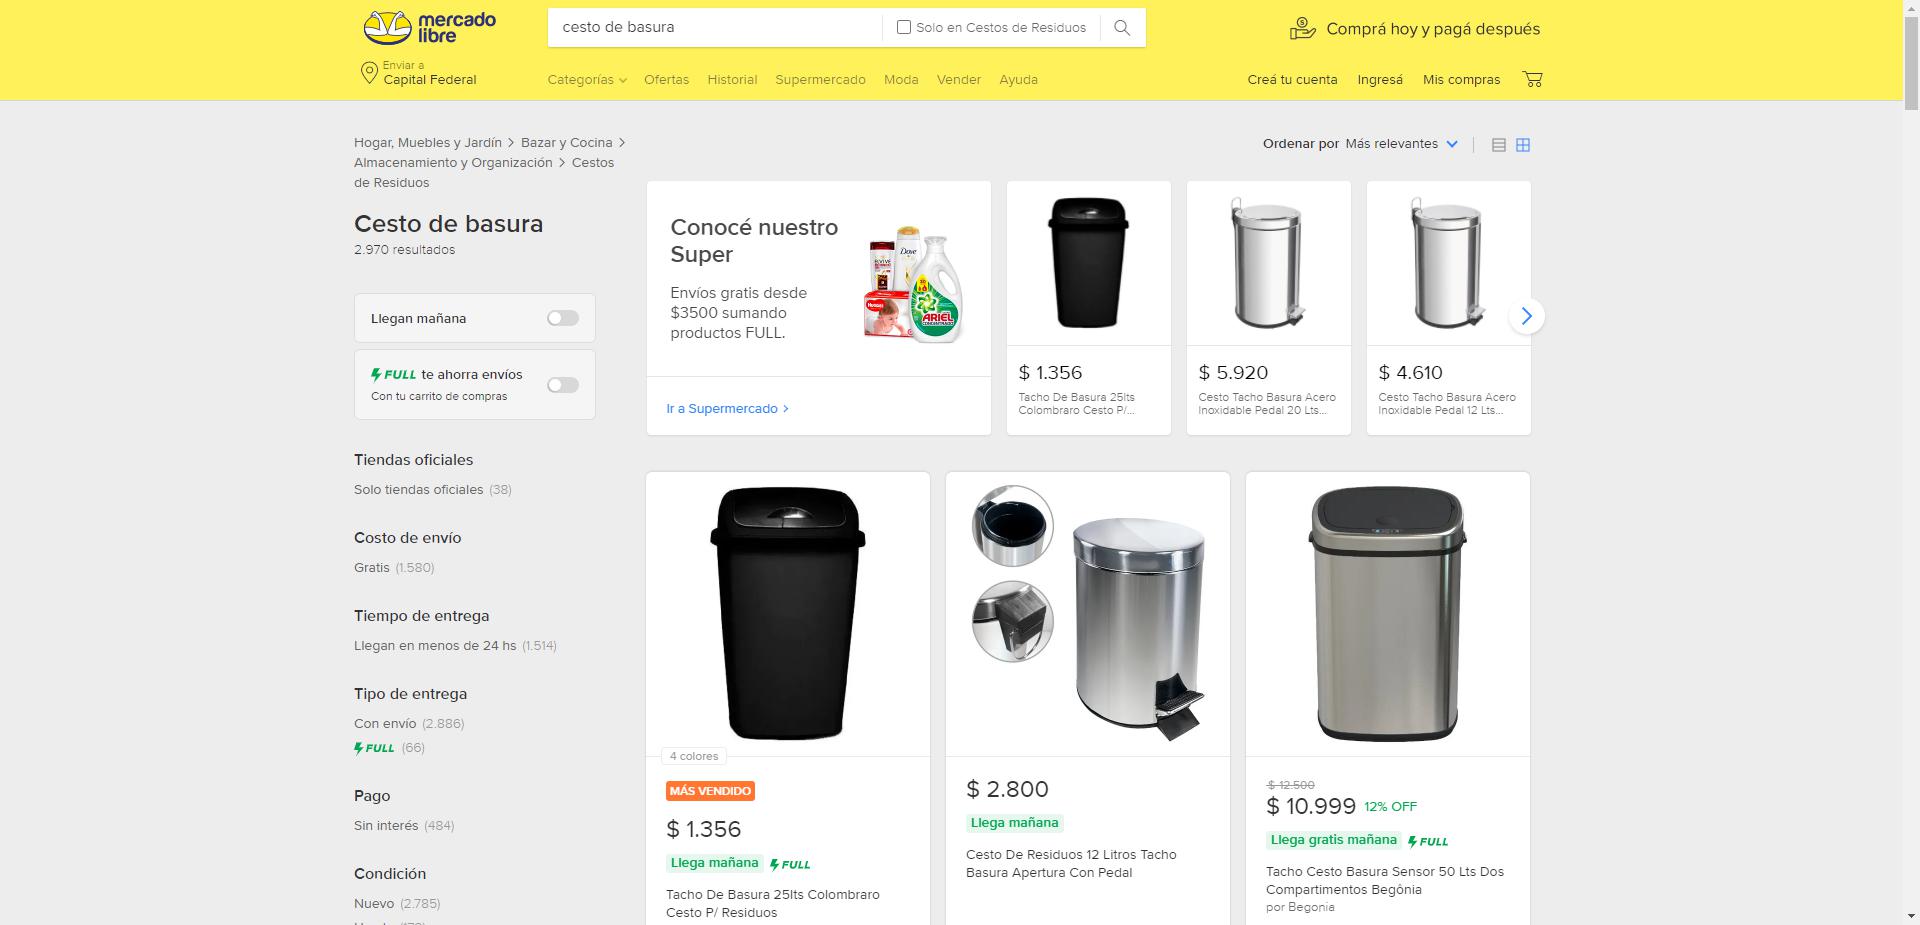 mercado
libre
cesto de basura
Solo en Cestos de Residuos
Comprá hoy y pagá después
Enviar a
Capital Federal
Categorías
Ofertas
Historial
Supermercado
Moda
Vender
Ayuda
Creá tu cuenta
Ingresá
Mis compras
Hogar, Muebles y Jardín > Bazar y Cocina >
Almacenamiento y Organización > Cestos
de Residuos
Cesto de basura
2.970 resultados
Llegan mañana
FULL te ahorra envíos
Con tu carrito de compras
Tiendas oficiales
Solo tiendas oficiales (38)
Costo de envío
Gratis (1.580)
Tiempo de entrega
Llegan en menos de 24 hs (1.514)
Tipo de entrega
Con envío (2.886)
FULL (66)
Pago
Sin interés (484)
Condición
Nuevo (2.785)
Ordenar por Más relevantes
Conocé nuestro
Super
Envíos gratis desde
$3500 sumando
productos FULL.
Dove
ARIEL
Ir a Supermercado >
$ 1.356
Tacho De Basura 25lts
Colombraro Cesto P/...
$ 5.920
Cesto Tacho Basura Acero
Inoxidable Pedal 20 Lts...
$ 4.610
Cesto Tacho Basura Acero
Inoxidable Pedal 12 Lts...
4 colores
MÁS VENDIDO
$ 1.356
Llega mañana FULL
Tacho De Basura 25lts Colombraro
Cesto P/ Residuos
$ 2.800
Llega mañana
Cesto De Residuos 12 Litros Tacho
Basura Apertura Con Pedal
$ 12.500
$ 10.999 12% OFF
Llega gratis mañana FULL
Tacho Cesto Basura Sensor 50 Lts Dos
Compartimentos Begônia
por Begonia